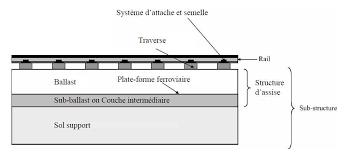 Système d'attache et semelle
Traverse
Rail
Ballast
Plate-forme ferroviaire
Structure
d'assise
Sub-ballast ou Couche intermédiaire
Sub-structure
Sol support